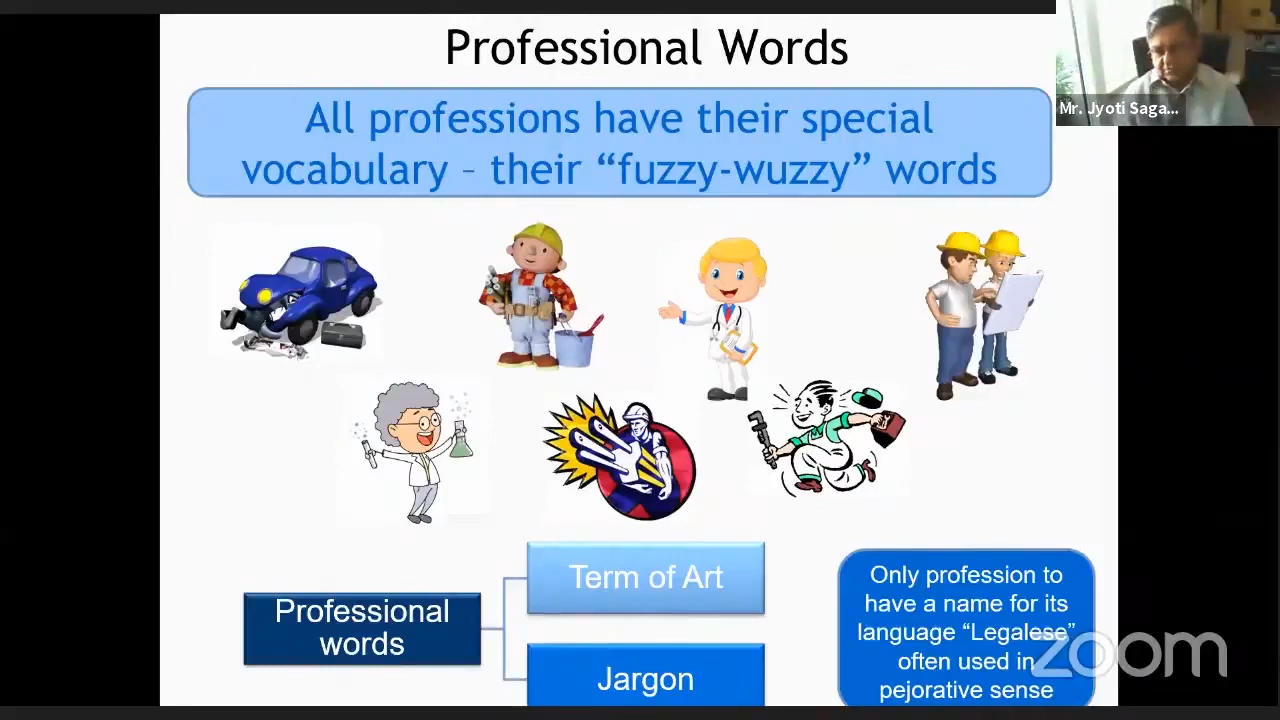 Professional Words
Mr. Jyoti Saga...
All professions have their special
vocabulary – their “fuzzy-wuzzy” words
Term of Art
Professional
words
Jargon
Only profession to
have a name for its
language “Legalese”
often used in
pejorative sense
zoom